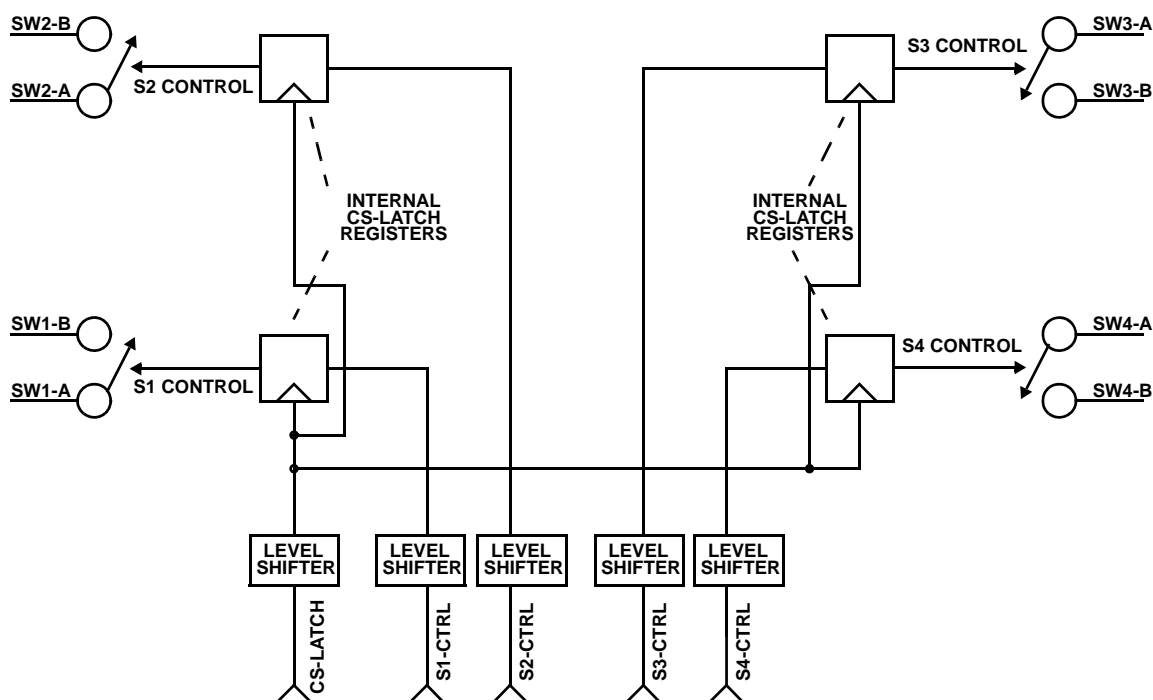 SW2-B
SW2-A
S2 CONTROL
S3 CONTROL
SW3-A
SW3-B
INTERNAL
CS-LATCH
REGISTERS
INTERNAL
CS-LATCH
REGISTERS
SW1-B
SW1-A
S1 CONTROL
S4 CONTROL
SW4-A
SW4-B
LEVEL
SHIFTER
LEVEL
SHIFTER
LEVEL
SHIFTER
LEVEL
SHIFTER
LEVEL
SHIFTER
CS-LATCH
S1-CTRL
S2-CTRL
S3-CTRL
S4-CTRL